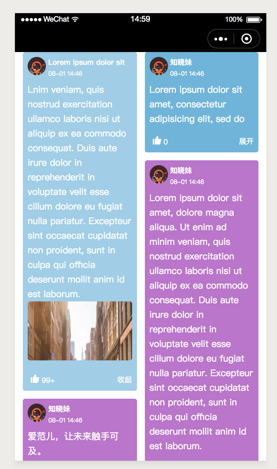 WeChat
14:59
100%
Lorem ipsum dolor sit
08-01 14:46
Lnim veniam, quis
nostrud exercitation
ullamco laboris nisi ut
aliquip ex ea commodo
consequat. Duis aute
irure dolor in
reprehenderit in
voluptate velit esse
cillum dolore eu fugiat
nulla pariatur. Excepteur
sint occaecat cupidatat
non proident, sunt in
culpa qui officia
deserunt mollit anim id
est laborum.
99+
收起
知晓妹
08-01 14:46
爱范儿，让未来触手可
及。
知晓妹
08-01 14:46
Lorem ipsum dolor sit
amet, consectetur
adipisicing elit, sed do
0
展开
知晓妹
08-01 14:46
Lorem ipsum dolor sit
amet, dolore magna
aliqua. Ut enim ad
minim veniam, quis
nostrud exercitation
ullamco laboris nisi ut
aliquip ex ea commodo
consequat. Duis aute
irure dolor in
reprehenderit in
voluptate velit esse
cillum dolore eu fugiat
nulla pariatur. Excepteur
sint occaecat cupidatat
non proident, sunt in
culpa qui officia
deserunt mollit anim id
est laborum.